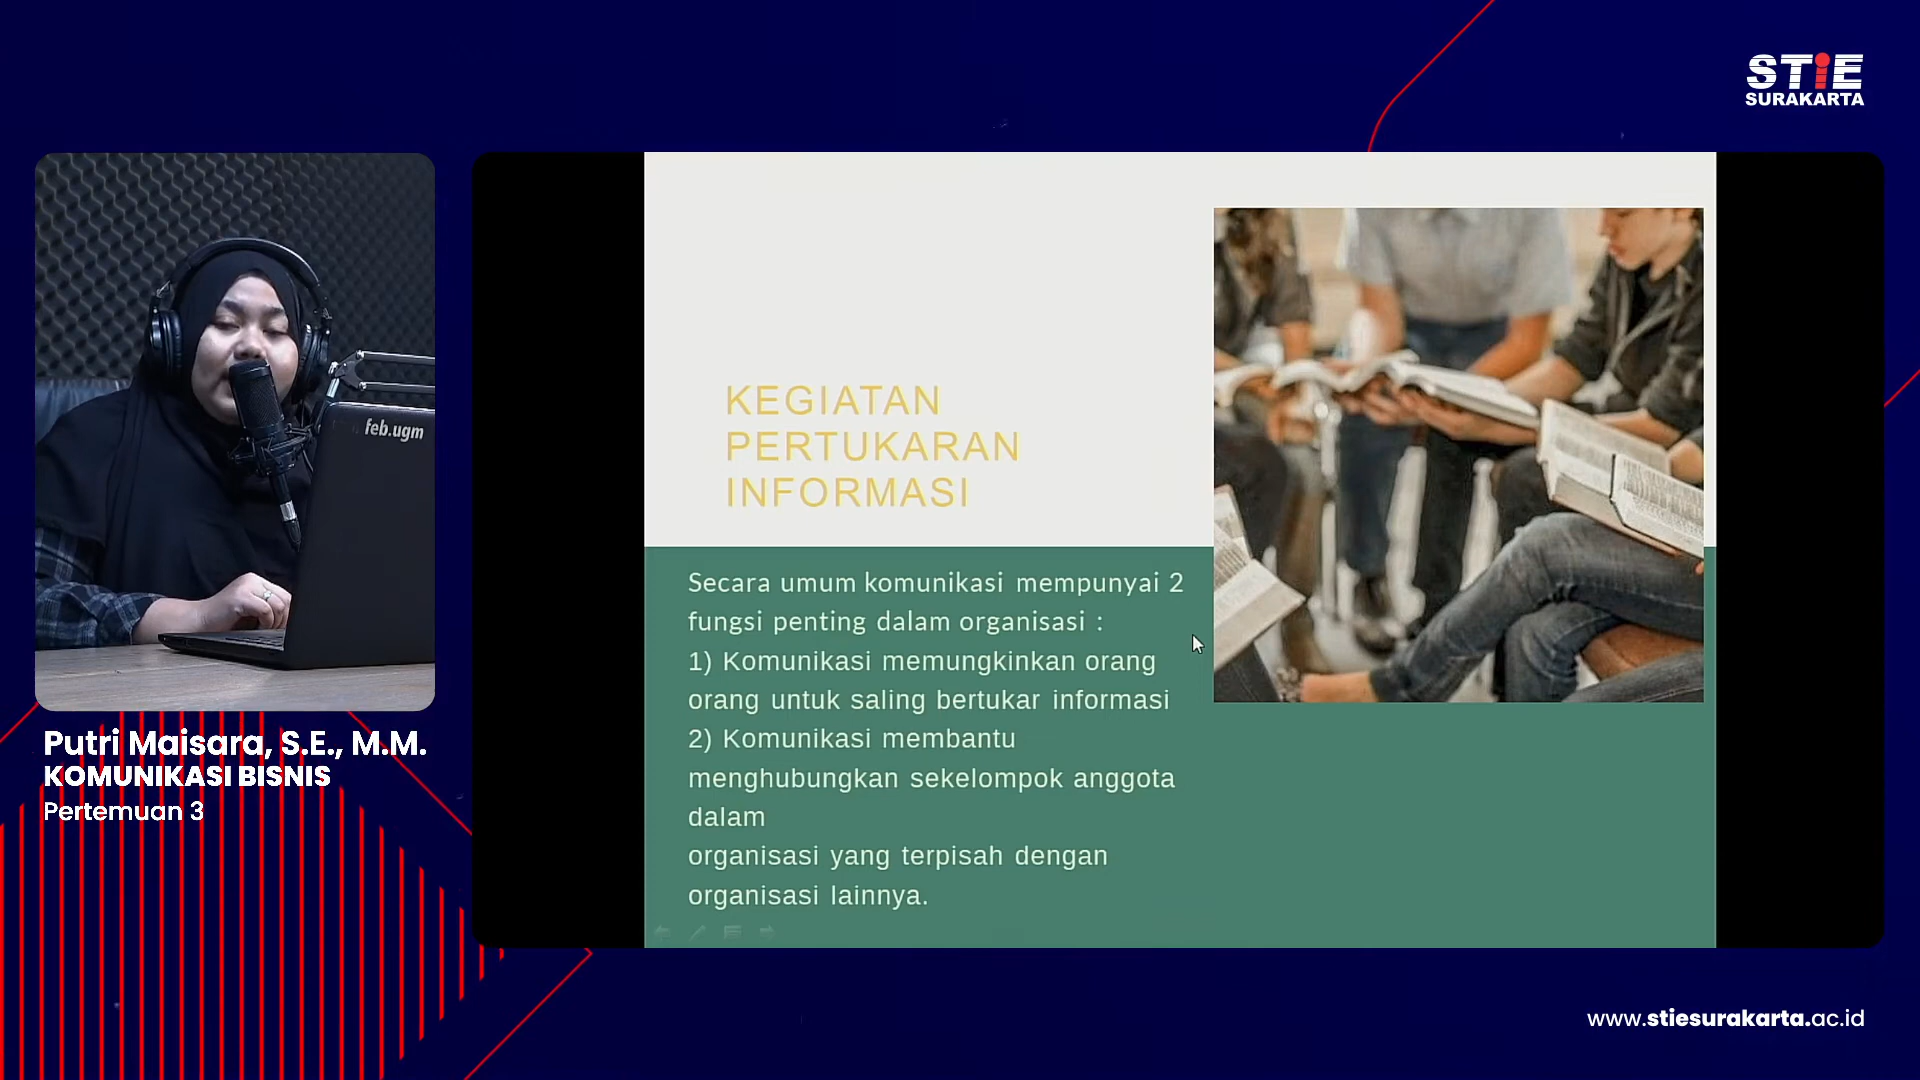 STiE
SURAKARTA
feb.ugm
KEGIATAN
PERTUKARAN
INFORMASI
Secara umum komunikasi mempunyai 2
fungsi penting dalam organisasi :
1) Komunikasi memungkinkan orang
orang untuk saling bertukar informasi
2) Komunikasi membantu
menghubungkan sekelompok anggota
dalam
organisasi yang terpisah dengan
organisasi lainnya.
Putri Maisara, S.E., M.M.
KOMUNIKASI BISNIS
Pertemuan 3
www.stiesurakarta.ac.id